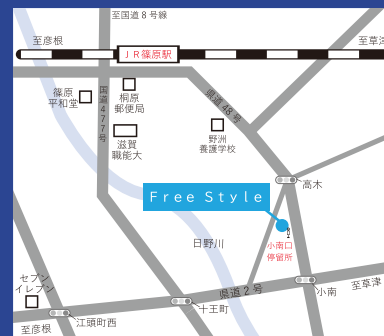 至国道8号線
至彦根
JR篠原駅
至草津
篠原
平和堂
国道477号
桐原
郵便局
県道48号
滋賀
職能大
野洲
養護学校
高木
Free Style
日野川
小南口
停留所
セブン
イレブン
県道2号
小南
至草津
十王町
江頭町西
至彦根